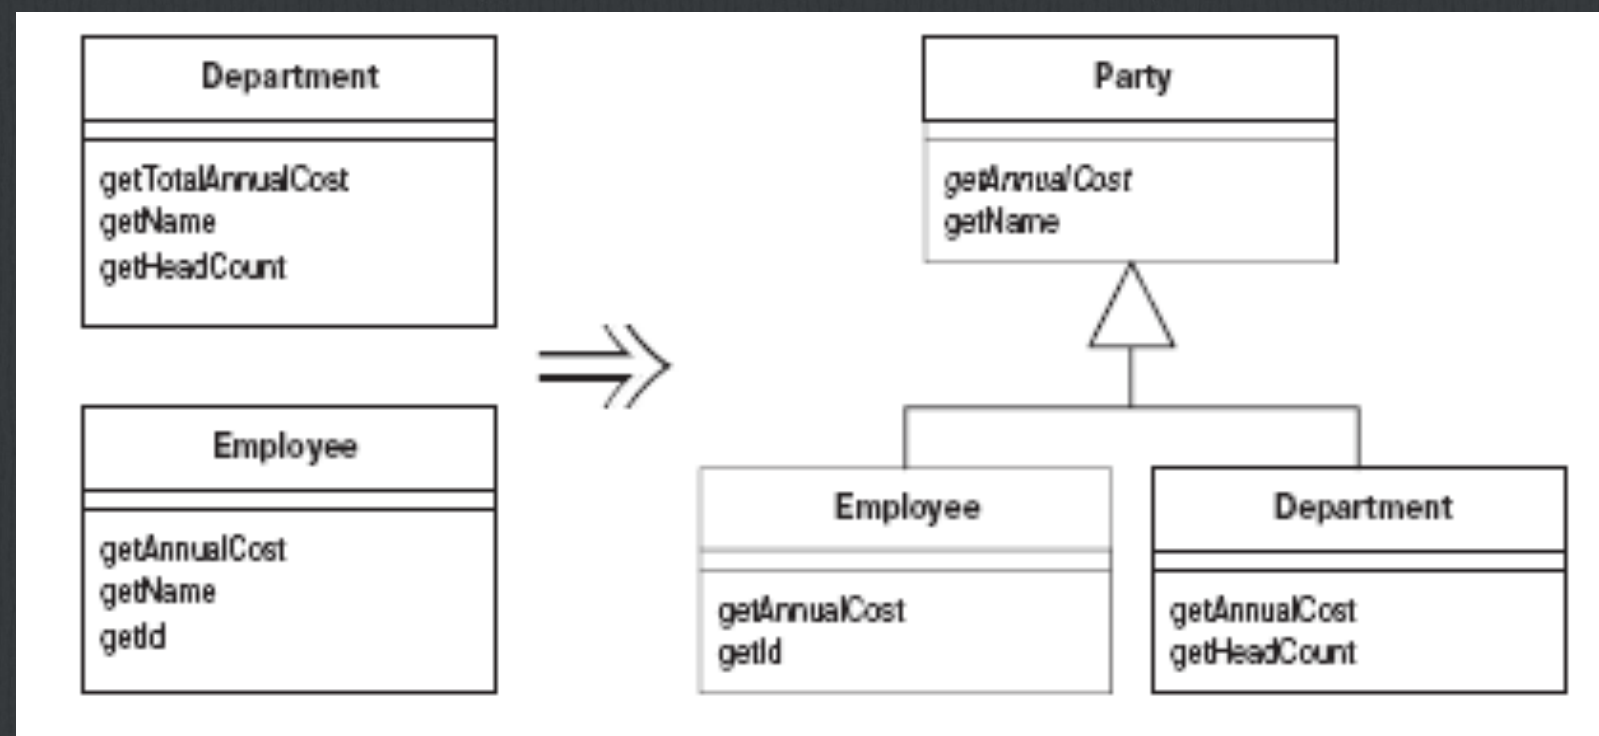 Department
getTotalAnnualCost
getName
getHeadCount
Employee
getAnnualCost
getName
getId
Party
getAnnualCost
getName
Employee
getAnnualCost
getId
Department
getAnnualCost
getHeadCount